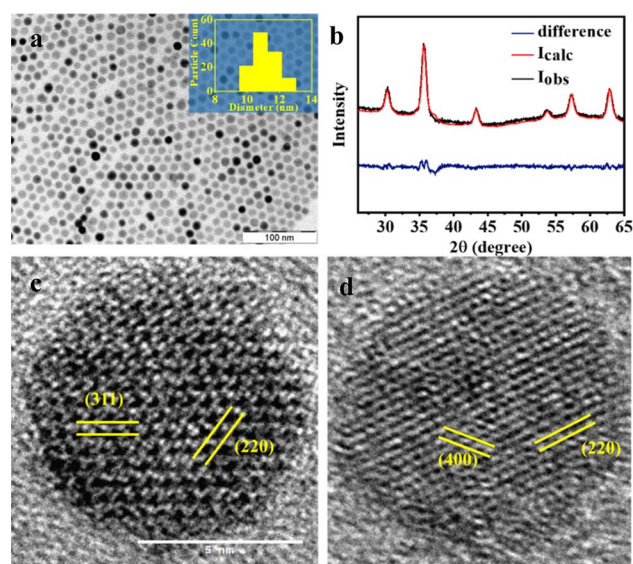 a
Particle Count
60
40
20
0
8 10 12 14
Diameter (nm)
100 nm
b
difference
Icalc
Iobs
Intensity
30 35 40 45 50 55 60 65
2θ (degree)
c
(311)
(220)
5 nm
d
(400)
(220)